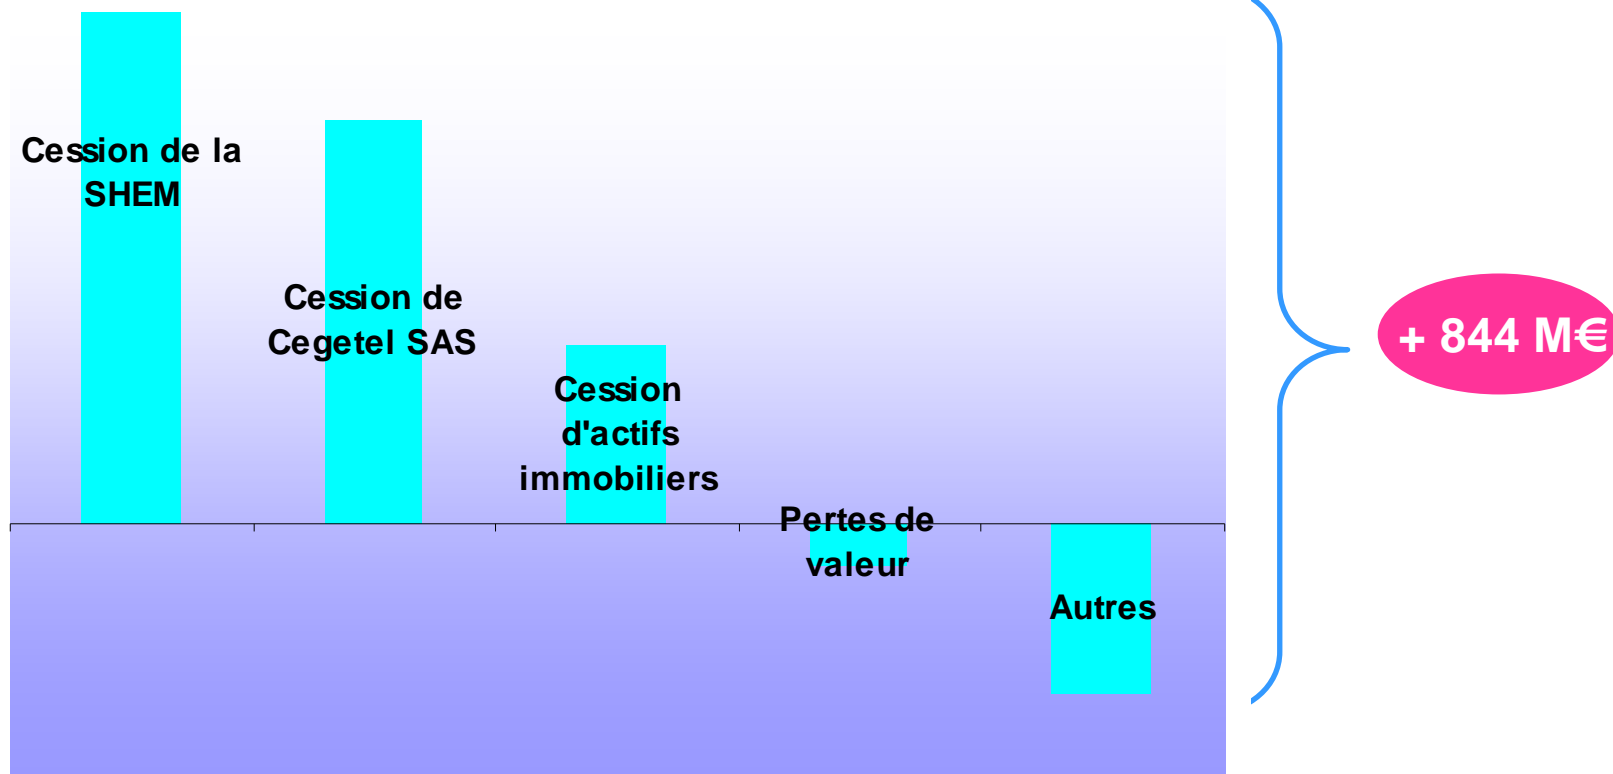 Cession de la
SHEM
Cession de
Cegetel SAS
Cession
d'actifs
immobiliers
Pertes de
valeur
Autres
+ 844 M€